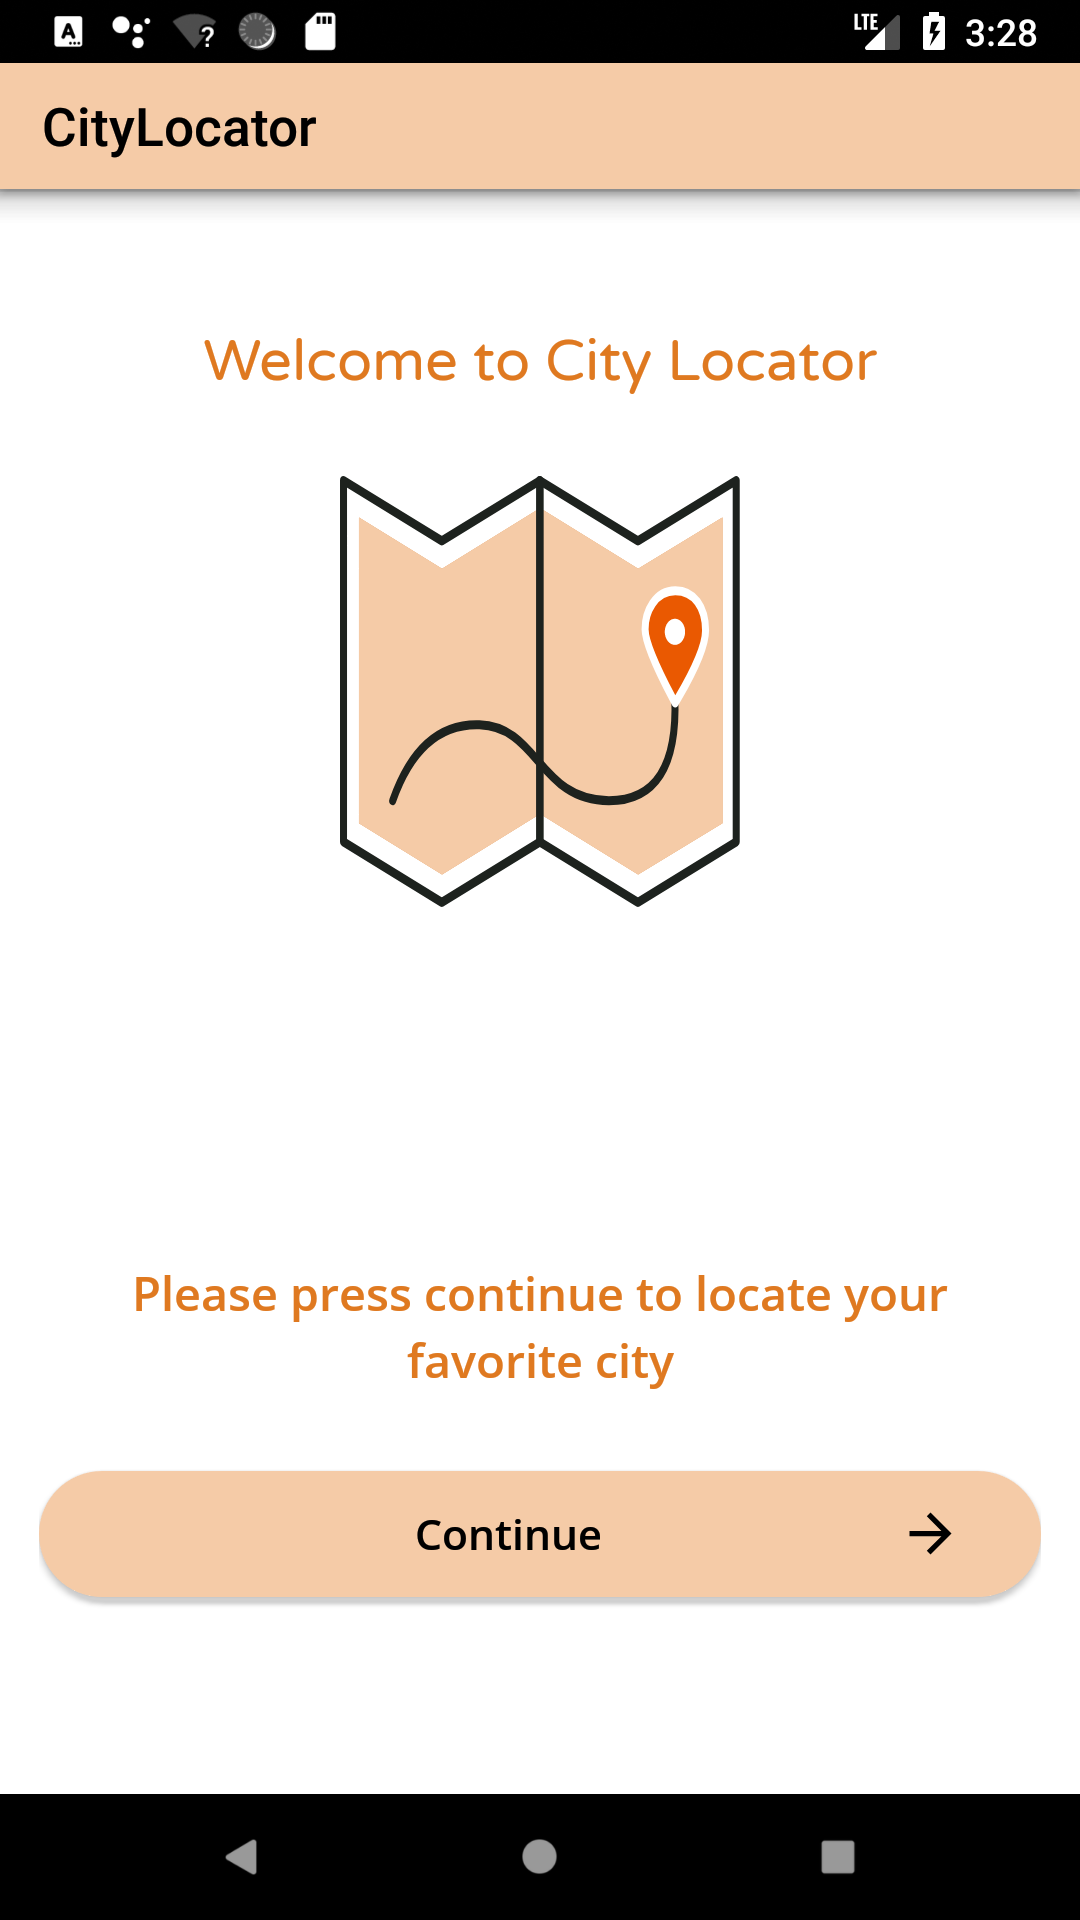 LTE 3:28
CityLocator
Welcome to City Locator
Please press continue to locate your
favorite city
Continue